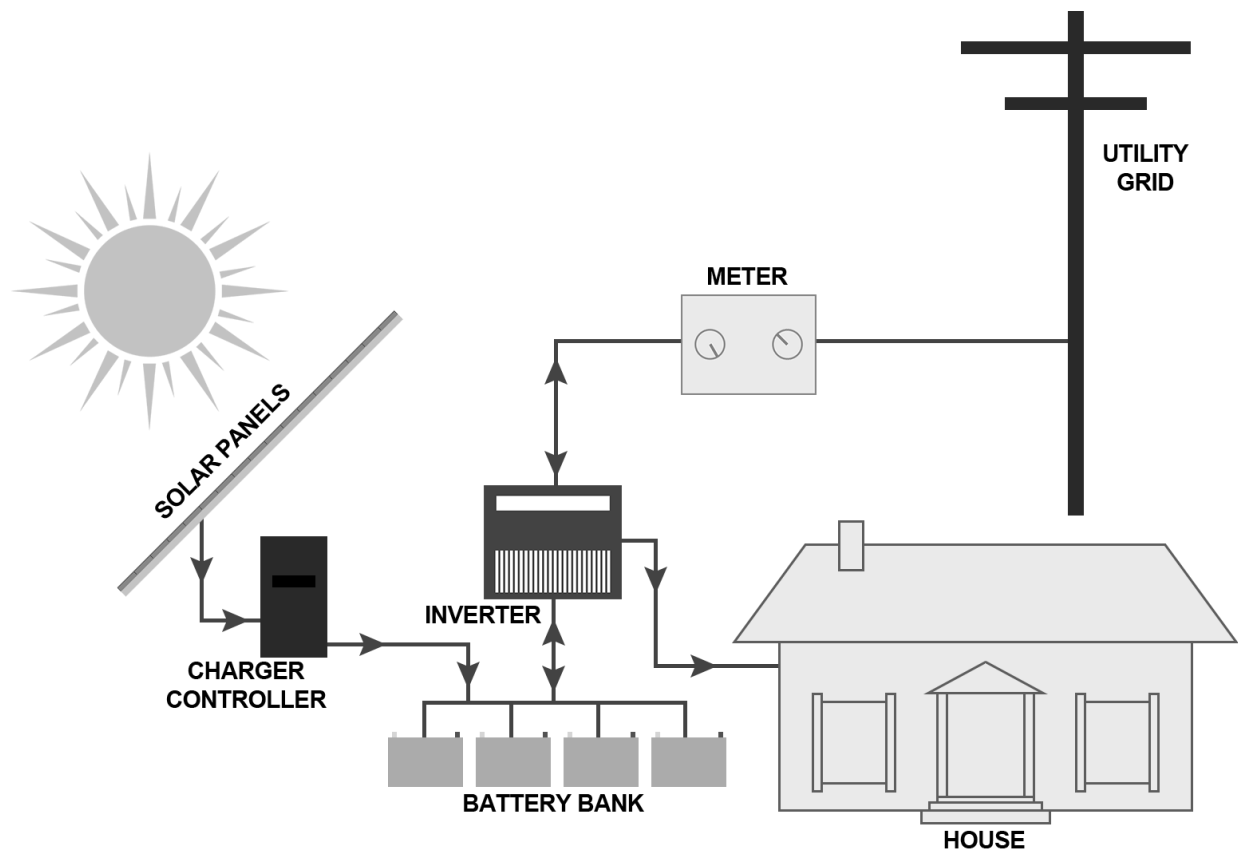 UTILITY
GRID
METER
SOLAR PANELS
INVERTER
CHARGER
CONTROLLER
BATTERY BANK
HOUSE